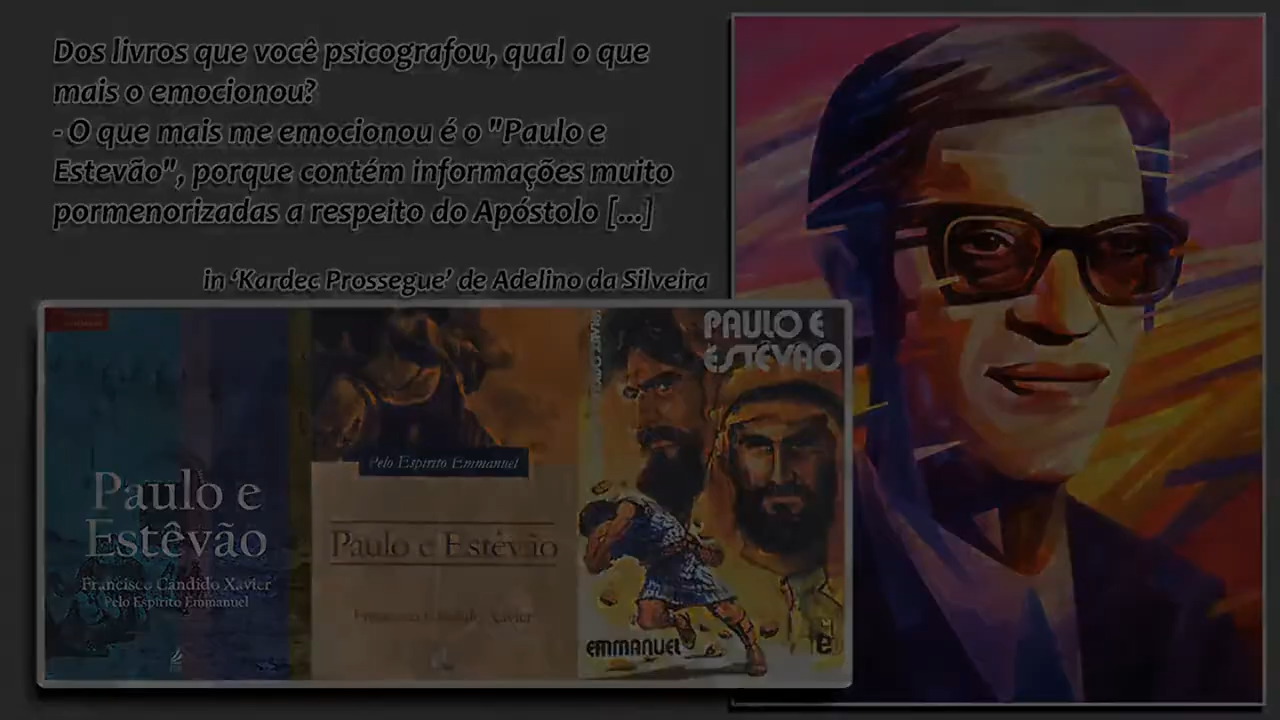 Dos livros que você psicografou, qual o que
mais o emocionou?
- O que mais me emocionou é o "Paulo e
Estevão", porque contém informações muito
pormenorizadas a respeito do Apóstolo [...]
in ‘Kardec Prossegue’ de Adelino da Silveira
Paulo e
Estêvão
Francisco Candido Xavier
Pelo Espírito Emmanuel
Pelo Espírito Emmanuel
Paulo e Estêvão
Francisco Cândido Xavier
PAULO E
ESTÊVÃO
EMMANUEL